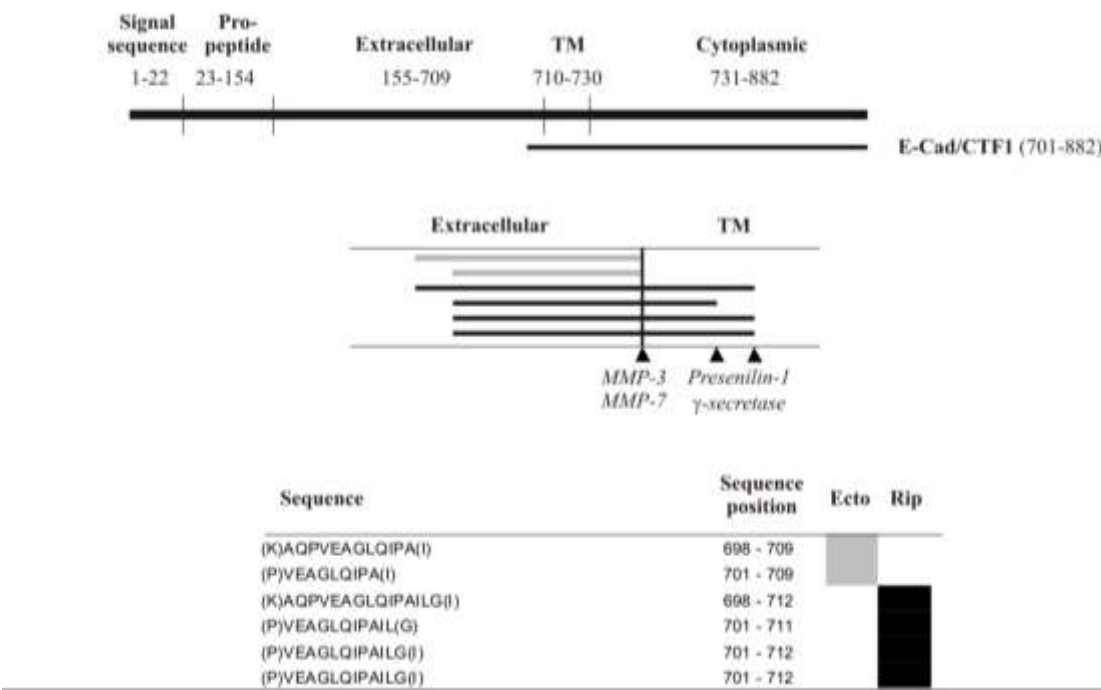 Signal sequence Pro-peptide Extracellular TM Cytoplasmic
1-22 23-154 155-709 710-730 731-882
E-Cad/CTF1 (701-882)
Extracellular TM
MMP-3 Presenilin-1
MMP-7 γ-secretase
Sequence Sequence position Ecto Rip
(K)AQPVEAGLQIPA(I) 698 - 709
(P)VEAGLQIPA(I) 701 - 709
(K)AQPVEAGLQIPAILG(I) 698 - 712
(P)VEAGLQIPAIL(G) 701 - 711
(P)VEAGLQIPAILG(I) 701 - 712
(P)VEAGLQIPAILG(I) 701 - 712